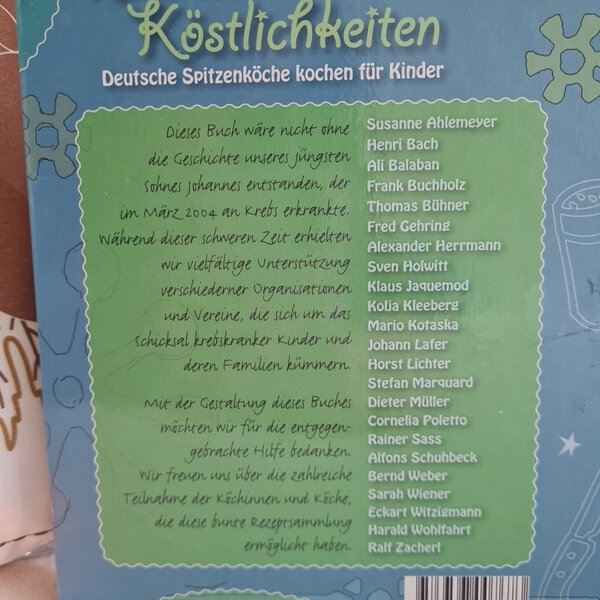 Köstlichkeiten
Deutsche Spitzenköche kochen für Kinder
Dieses Buch wäre nicht ohne
die Geschichte unseres jüngsten
Sohnes Johannes entstanden, der
im März 2004 an Krebs erkrankte.
Während dieser schweren Zeit erhielten
wir vielfältige Unterstützung
verschiedener Organisationen
und Vereine, die sich um das
Schicksal krebskranker Kinder und
deren Familien kümmern.
Mit der Gestaltung dieses Buches
möchten wir für die entgegen-
gebrachte Hilfe bedanken.
Wir freuen uns über die zahlreiche
Teilnahme der Köchinnen und Köche,
die diese bunte Rezeptsammlung
ermöglicht haben.
Susanne Ahlemeyer
Henri Bach
Ali Balaban
Frank Buchholz
Thomas Bühner
Fred Gehring
Alexander Herrmann
Sven Holwitt
Klaus Jaquemod
Kolja Kleeberg
Mario Kotaska
Johann Lafer
Horst Lichter
Stefan Marquard
Dieter Müller
Cornelia Poletto
Rainer Sass
Alfons Schuhbeck
Bernd Weber
Sarah Wiener
Eckart Witzigmann
Harald Wohlfahrt
Ralf Zacherl